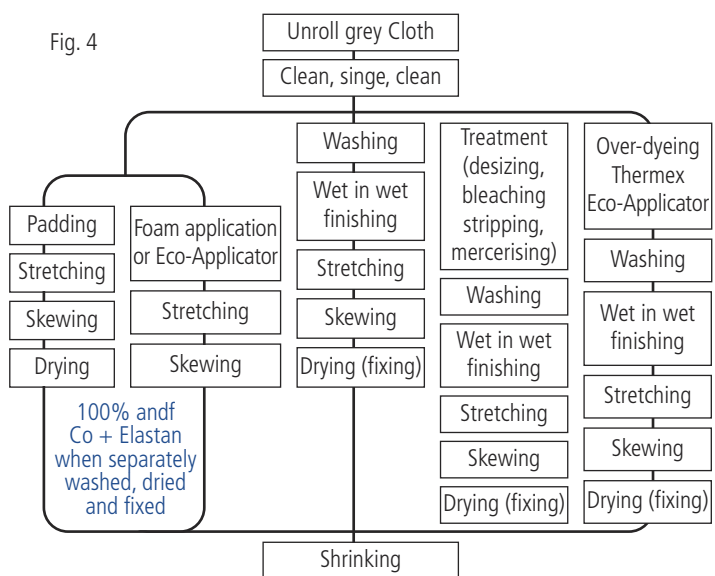 Fig. 4
Unroll grey Cloth
Clean, singe, clean
Padding
Stretching
Skewing
Drying
Foam application
or Eco-Applicator
Stretching
Skewing
100% andf
Co + Elastan
when separately
washed, dried
and fixed
Washing
Wet in wet
finishing
Stretching
Skewing
Drying (fixing)
Treatment
(desizing,
bleaching
stripping,
mercerising)
Washing
Wet in wet
finishing
Stretching
Skewing
Drying (fixing)
Over-dyeing
Thermex
Eco-Applicator
Washing
Wet in wet
finishing
Stretching
Skewing
Drying (fixing)
Shrinking